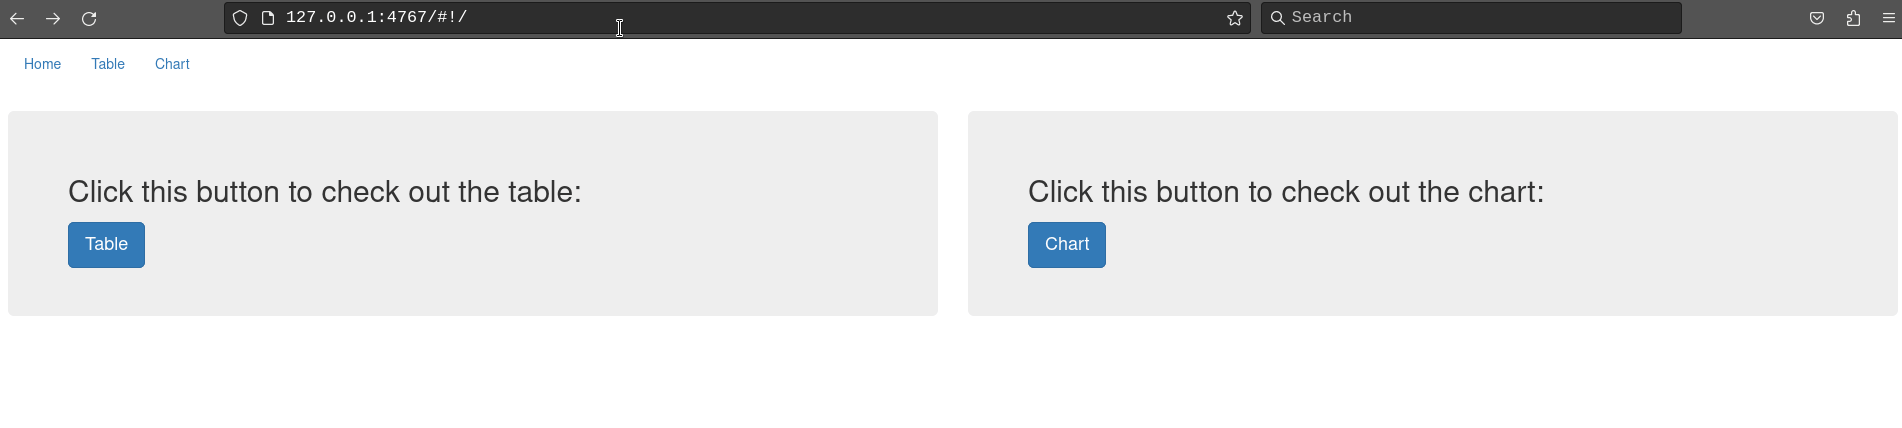 127.0.0.1:4767/#!/
Search
Home Table Chart
Click this button to check out the table:
Table
Click this button to check out the chart:
Chart